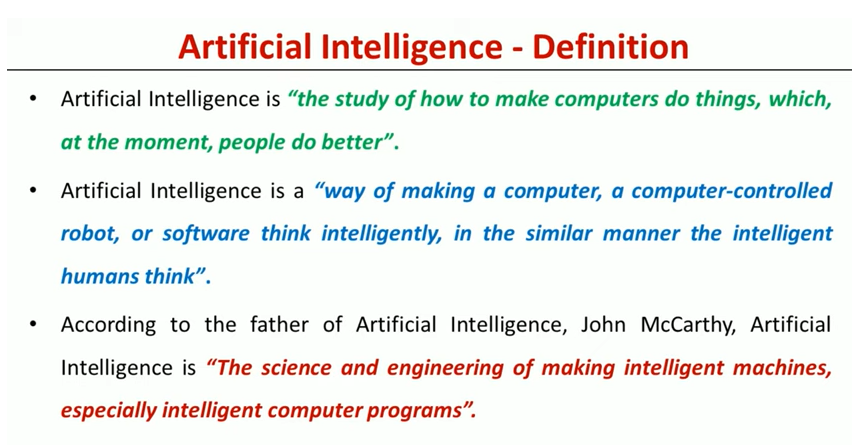 Artificial Intelligence - Definition
• Artificial Intelligence is “the study of how to make computers do things, which,
at the moment, people do better”.
• Artificial Intelligence is a “way of making a computer, a computer-controlled
robot, or software think intelligently, in the similar manner the intelligent
humans think”.
• According to the father of Artificial Intelligence, John McCarthy, Artificial
Intelligence is “The science and engineering of making intelligent machines,
especially intelligent computer programs”.